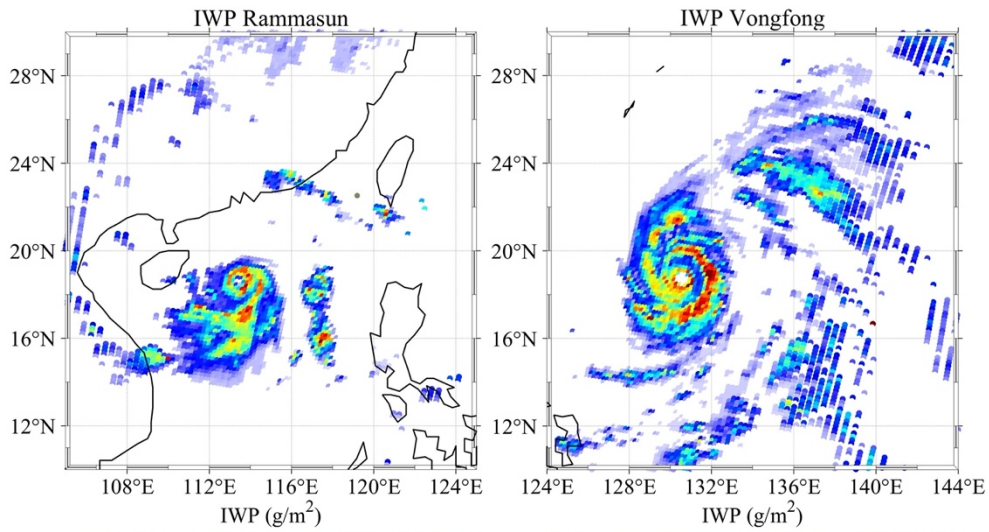 IWP Rammasun
28°N
24°N
20°N
16°N
12°N
108°E 112°E 116°E 120°E 124°E
IWP (g/m²)
IWP Vongfong
28°N
24°N
20°N
16°N
12°N
124°E 128°E 132°E 136°E 140°E 144°E
IWP (g/m²)